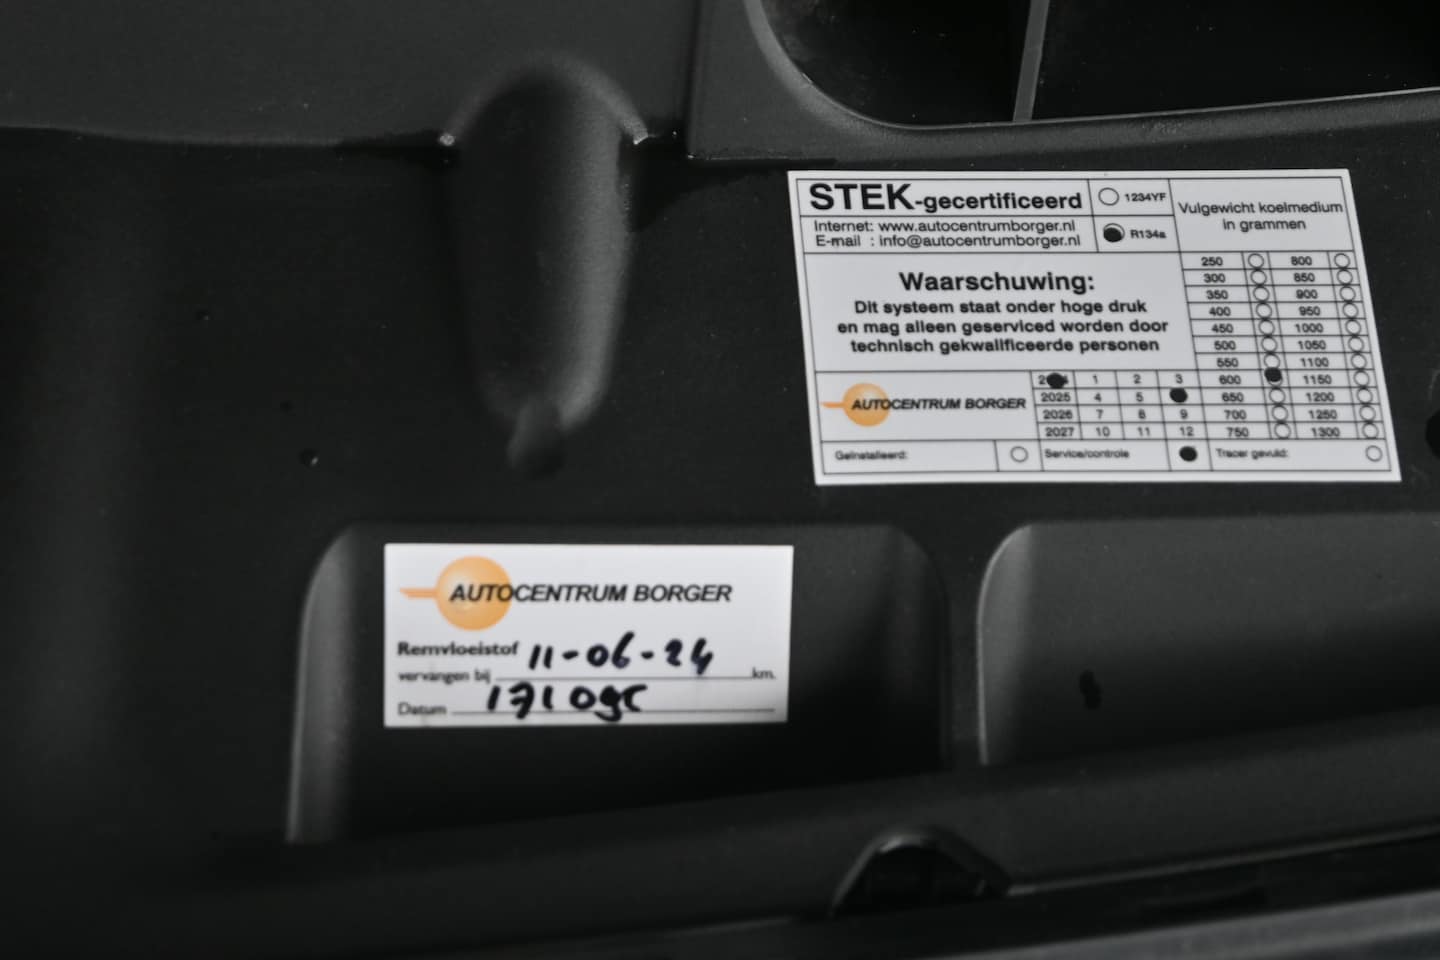 STEK-gecertificeerd
1234YF
Internet: www.autocentrumborger.nl
E-mail : info@autocentrumborger.nl
R134a
Vulgewicht koelmedium
in grammen
Waarschuwing:
Dit systeem staat onder hoge druk
en mag alleen geserviced worden door
technisch gekwalificeerde personen
250 800
300 850
350 900
400 950
450 1000
500 1050
550 1100
600 1150
650 1200
700 1250
750 1300
AUTOCENTRUM BORGER
1 2 3
2025 4 5
2026 7 8 9
2027 10 11 12
Geïnstalleerd:
Service/controle
Tracer gevuld:
AUTOCENTRUM BORGER
Remvloeistof 11-06-24
vervangen bij km.
Datum